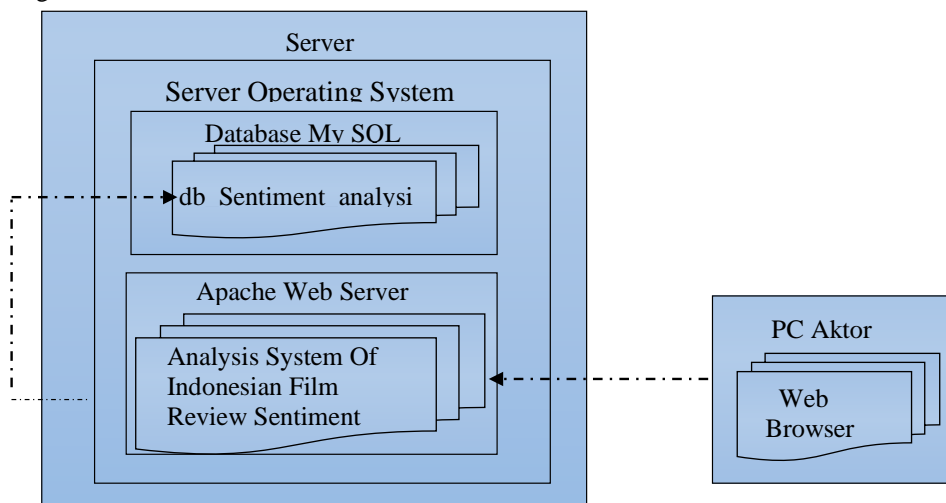 Server
Server Operating System
Database My SQL
db Sentiment analysi
Apache Web Server
Analysis System Of
Indonesian Film
Review Sentiment
PC Aktor
Web
Browser